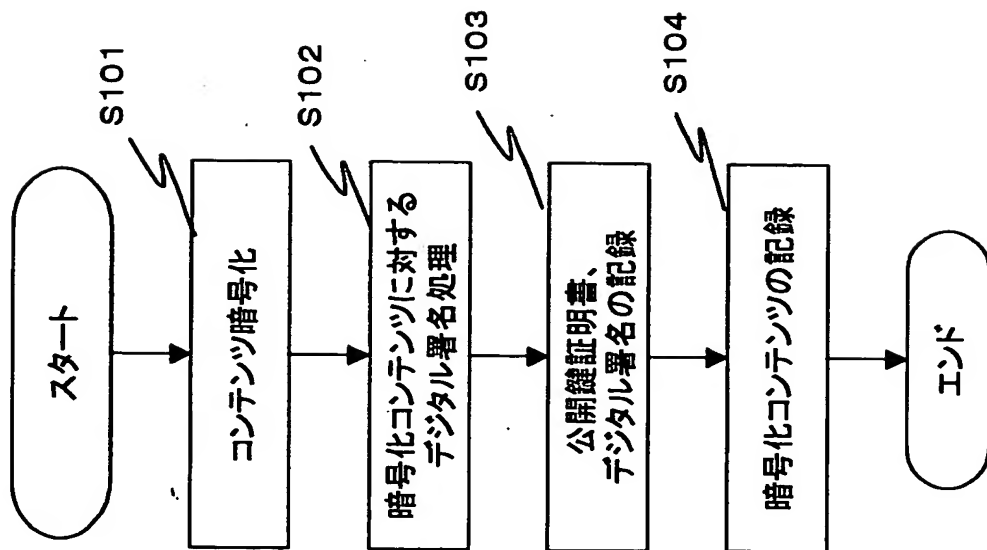 スタート
S101
コンテンツ暗号化
S102
暗号化コンテンツに対する
デジタル署名処理
S103
公開鍵証明書、
デジタル署名の記録
S104
暗号化コンテンツの記録
エンド